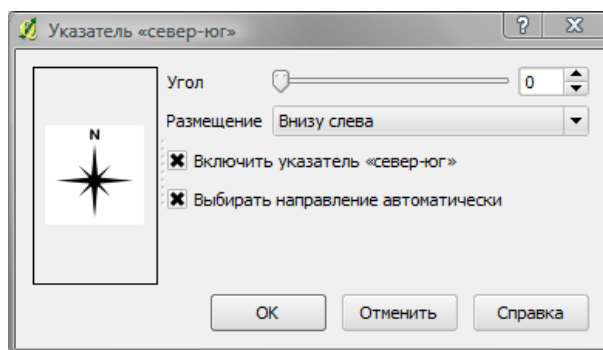 Указатель «север-юг»
Угол
0
Размещение
Внизу слева
N
Включить указатель «север-юг»
Выбирать направление автоматически
OK
Отменить
Справка